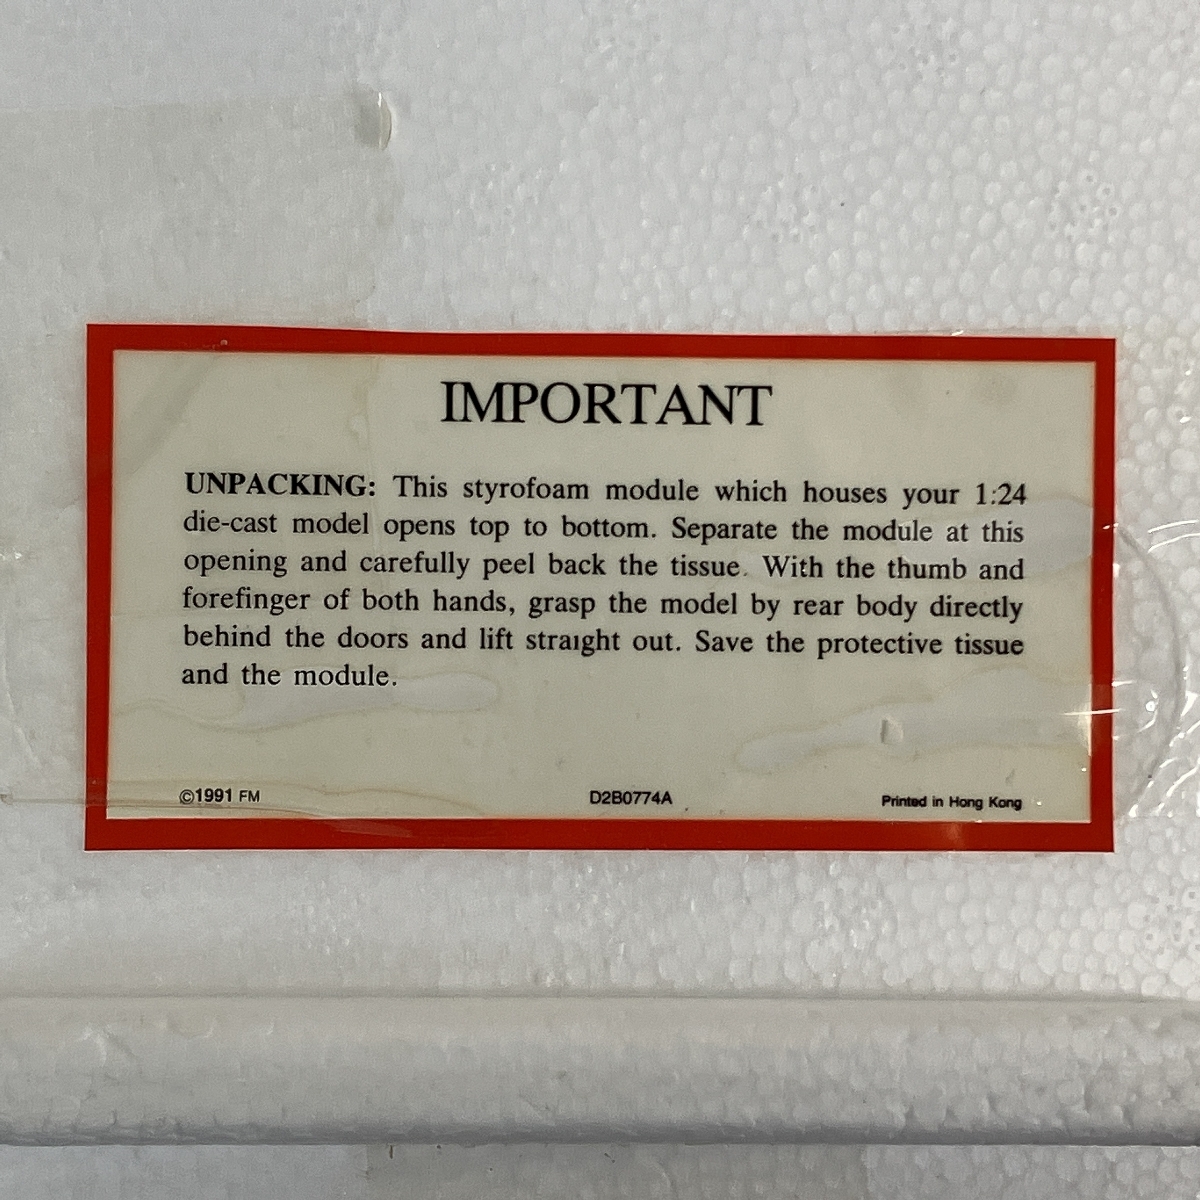 IMPORTANT
UNPACKING: This styrofoam module which houses your 1:24
die-cast model opens top to bottom. Separate the module at this
opening and carefully peel back the tissue. With the thumb and
forefinger of both hands, grasp the model by rear body directly
behind the doors and lift straight out. Save the protective tissue
and the module.
©1991 FM D2B0774A Printed in Hong Kong